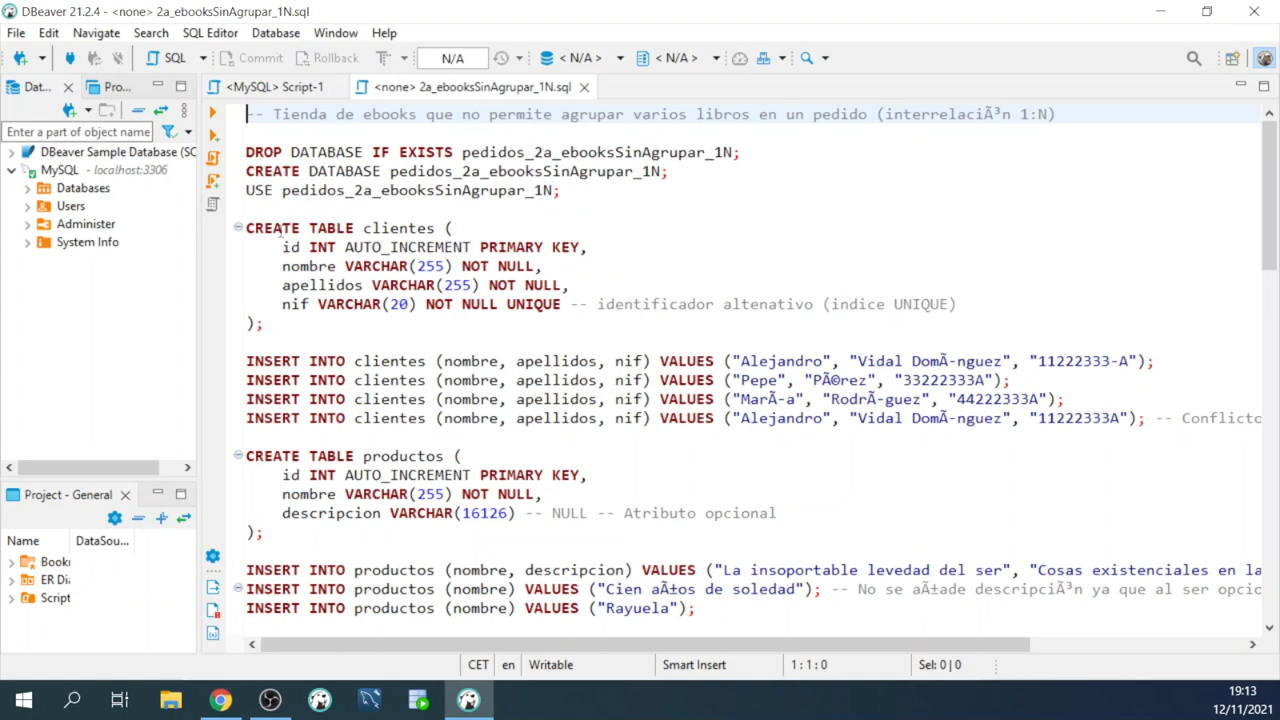 DBeaver 21.2.4 - <none> 2a_ebooksSinAgrupar_1N.sql
File Edit Navigate Search SQL Editor Database Window Help
SQL Commit Rollback N/A < N/A > < N/A >
Dat... Pro... <MySQL> Script-1 <none> 2a_ebooksSinAgrupar_1N.sql
Enter a part of object name
DBeaver Sample Database (SC
MySQL - localhost:3306
Databases
Users
Administer
System Info
-- Tienda de ebooks que no permite agrupar varios libros en un pedido (interrelaciÃ³n 1:N)
DROP DATABASE IF EXISTS pedidos_2a_ebooksSinAgrupar_1N;
CREATE DATABASE pedidos_2a_ebooksSinAgrupar_1N;
USE pedidos_2a_ebooksSinAgrupar_1N;
CREATE TABLE clientes (
id INT AUTO_INCREMENT PRIMARY KEY,
nombre VARCHAR(255) NOT NULL,
apellidos VARCHAR(255) NOT NULL,
nif VARCHAR(20) NOT NULL UNIQUE -- identificador altenativo (indice UNIQUE)
);
INSERT INTO clientes (nombre, apellidos, nif) VALUES ("Alejandro", "Vidal DomÃ-nguez", "11222333-A");
INSERT INTO clientes (nombre, apellidos, nif) VALUES ("Pepe", "PÃ©rez", "33222333A");
INSERT INTO clientes (nombre, apellidos, nif) VALUES ("MarÃ-a", "RodrÃ-guez", "44222333A");
INSERT INTO clientes (nombre, apellidos, nif) VALUES ("Alejandro", "Vidal DomÃ-nguez", "11222333A"); -- Conflicto
CREATE TABLE productos (
id INT AUTO_INCREMENT PRIMARY KEY,
nombre VARCHAR(255) NOT NULL,
descripcion VARCHAR(16126) -- NULL -- Atributo opcional
);
INSERT INTO productos (nombre, descripcion) VALUES ("La insoportable levedad del ser", "Cosas existenciales en la
INSERT INTO productos (nombre) VALUES ("Cien aÃ±os de soledad"); -- No se aÃ±ade descripciÃ³n ya que al ser opcio
INSERT INTO productos (nombre) VALUES ("Rayuela");
Project - General
Name DataSou...
Bookr
ER Dia
Script
CET en Writable Smart Insert 1 : 1 : 0 Sel: 0 | 0
19:13
12/11/2021